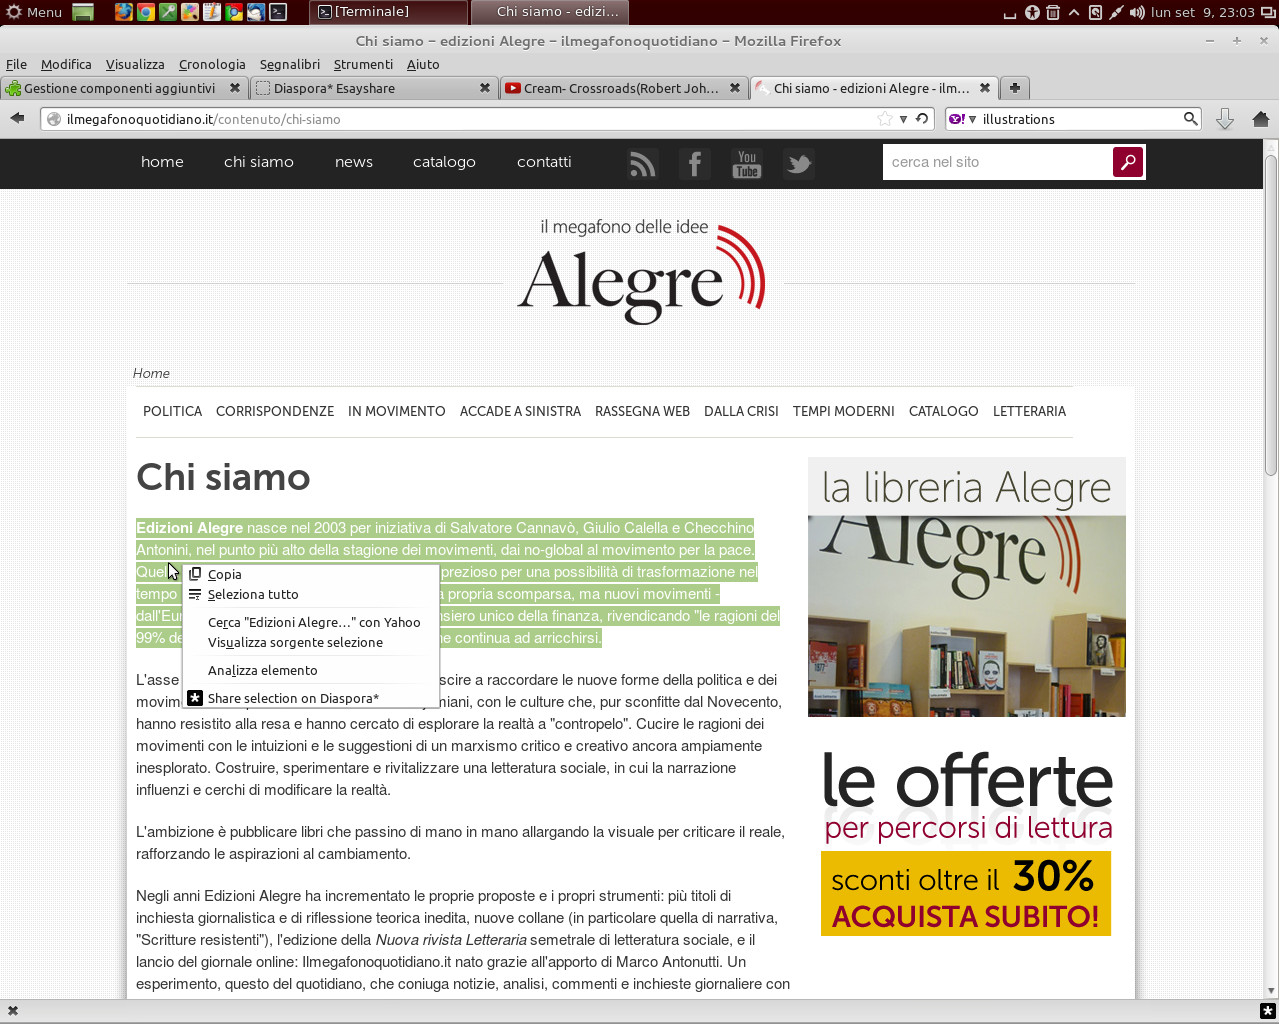 Menu
[Terminale]
Chi siamo - edizi...
lun set 9, 23:03
Chi siamo – edizioni Alegre – ilmegafonoquotidiano – Mozilla Firefox
File Modifica Visualizza Cronologia Segnalibri Strumenti Aiuto
Gestione componenti aggiuntivi
Diaspora* Esayshare
Cream- Crossroads(Robert Joh...
Chi siamo - edizioni Alegre - ilm...
ilmegafonoquotidiano.it/contenuto/chi-siamo
Y!
illustrations
home chi siamo news catalogo contatti
You Tube
cerca nel sito
il megafono delle idee
Alegre
Home
POLITICA CORRISPONDENZE IN MOVIMENTO ACCADE A SINISTRA RASSEGNA WEB DALLA CRISI TEMPI MODERNI CATALOGO LETTERARIA
Chi siamo
Edizioni Alegre nasce nel 2003 per iniziativa di Salvatore Cannavò, Giulio Calella e Checchino
Antonini, nel punto più alto della stagione dei movimenti, dai no-global al movimento per la pace.
Quel prezioso per una possibilità di trasformazione nel
tempo a propria scomparsa, ma nuovi movimenti -
dall'Eur nsiero unico della finanza, rivendicando "le ragioni del
99% de ne continua ad arricchirsi.
Copia
Seleziona tutto
Cerca "Edizioni Alegre..." con Yahoo
Visualizza sorgente selezione
Analizza elemento
Share selection on Diaspora*
L'asse scire a raccordare le nuove forme della politica e dei
movim miani, con le culture che, pur sconfitte dal Novecento,
hanno resistito alla resa e hanno cercato di esplorare la realtà a "contropelo". Cucire le ragioni dei
movimenti con le intuizioni e le suggestioni di un marxismo critico e creativo ancora ampiamente
inesplorato. Costruire, sperimentare e rivitalizzare una letteratura sociale, in cui la narrazione
influenzi e cerchi di modificare la realtà.
L'ambizione è pubblicare libri che passino di mano in mano allargando la visuale per criticare il reale,
rafforzando le aspirazioni al cambiamento.
Negli anni Edizioni Alegre ha incrementato le proprie proposte e i propri strumenti: più titoli di
inchiesta giornalistica e di riflessione teorica inedita, nuove collane (in particolare quella di narrativa,
"Scritture resistenti"), l'edizione della Nuova rivista Letteraria semetrale di letteratura sociale, e il
lancio del giornale online: Ilmegafonoquotidiano.it nato grazie all'apporto di Marco Antonutti. Un
esperimento, questo del quotidiano, che coniuga notizie, analisi, commenti e inchieste giornaliere con
la libreria Alegre
Alegre
le offerte
per percorsi di lettura
sconti oltre il 30%
ACQUISTA SUBITO!